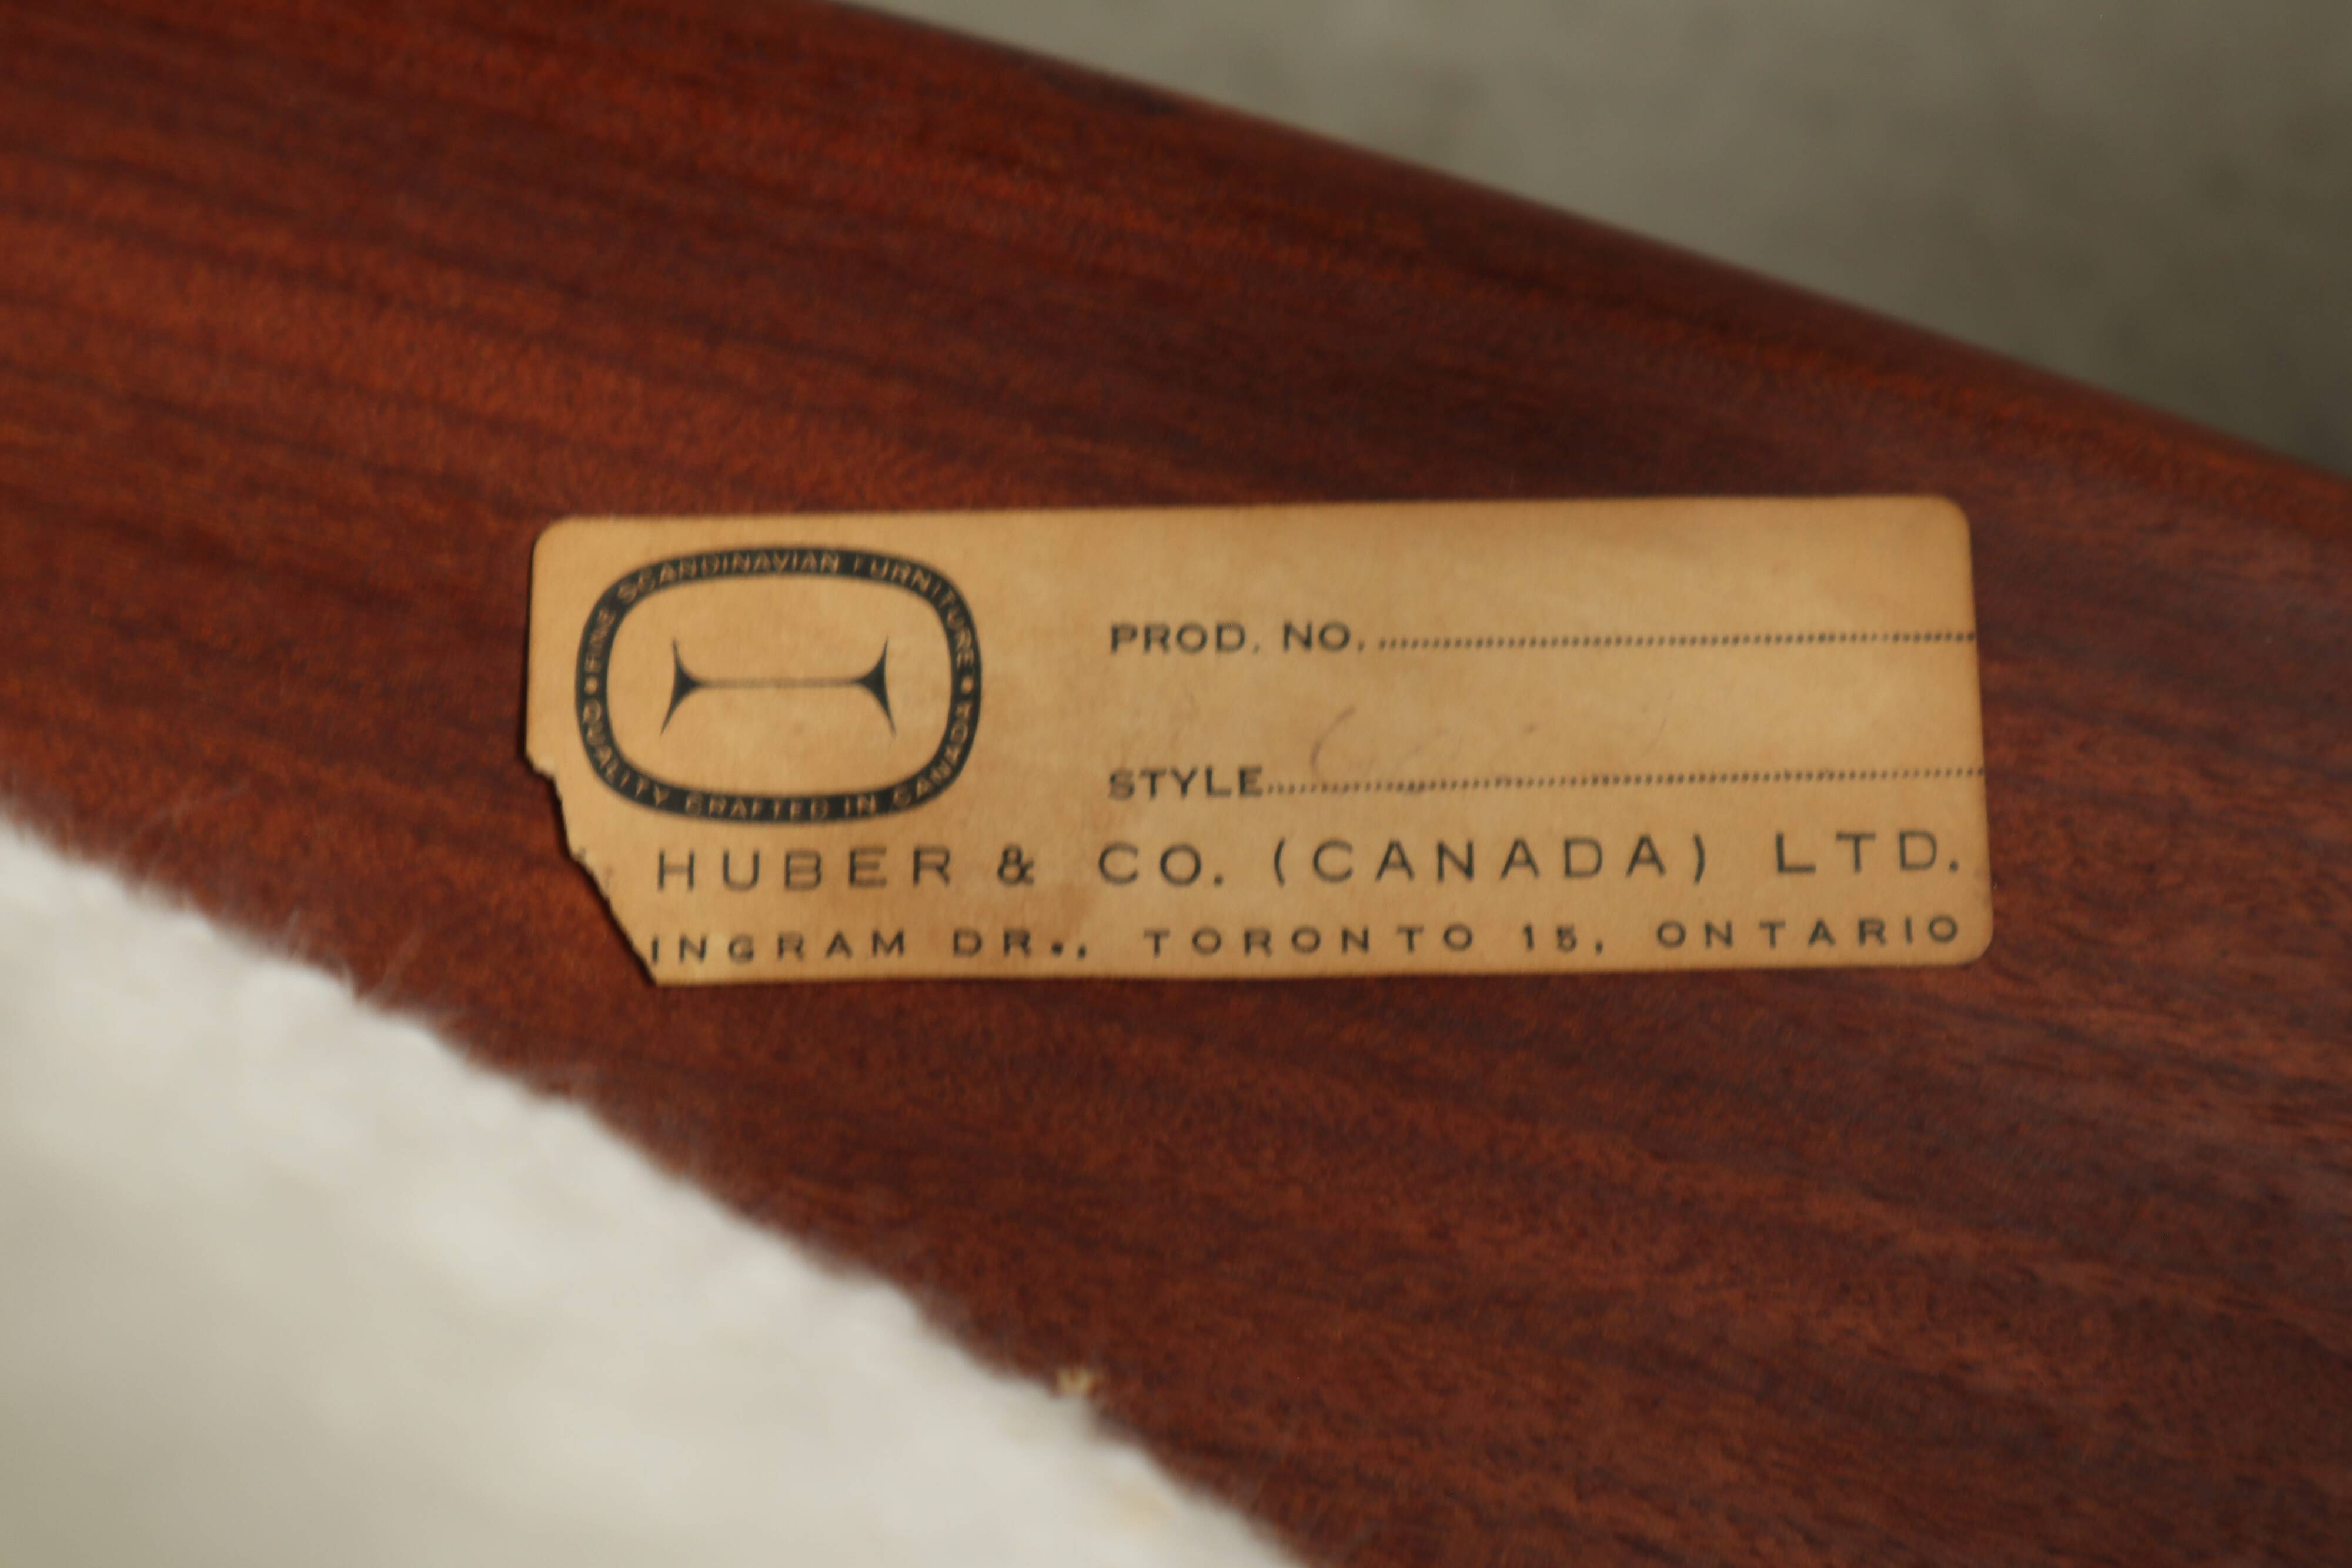 FINE SCANDINAVIAN FURNITURE
QUALITY CRAFTED IN CANADA
PROD. NO.
STYLE
HUBER & CO. (CANADA) LTD.
INGRAM DR., TORONTO 15, ONTARIO